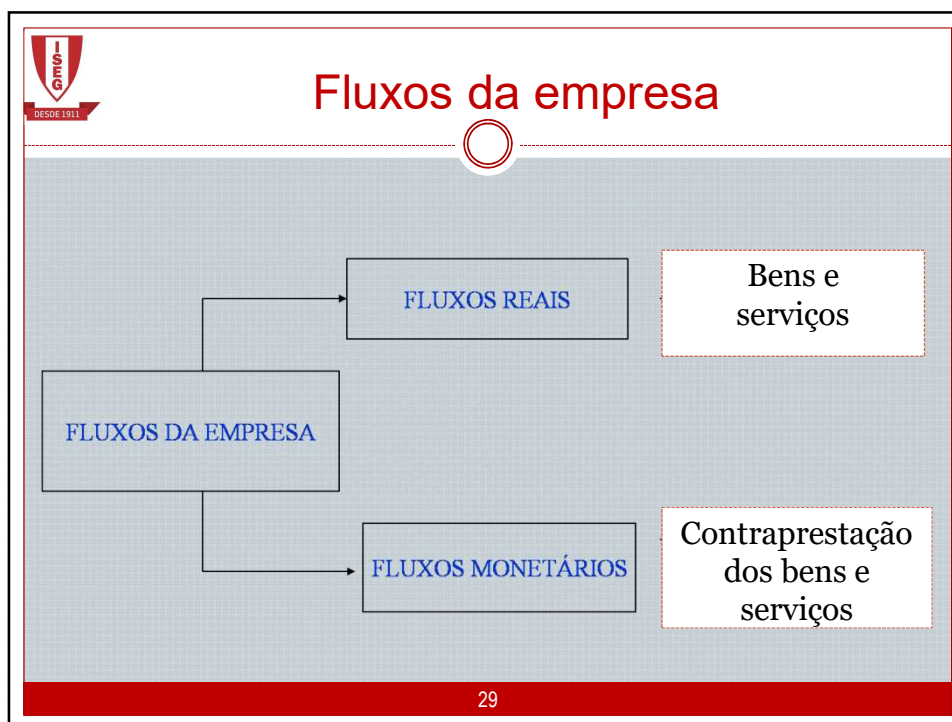 ISEG
DESDE 1911
Fluxos da empresa
FLUXOS REAIS
Bens e
serviços
FLUXOS DA EMPRESA
FLUXOS MONETÁRIOS
Contraprestação
dos bens e
serviços
29